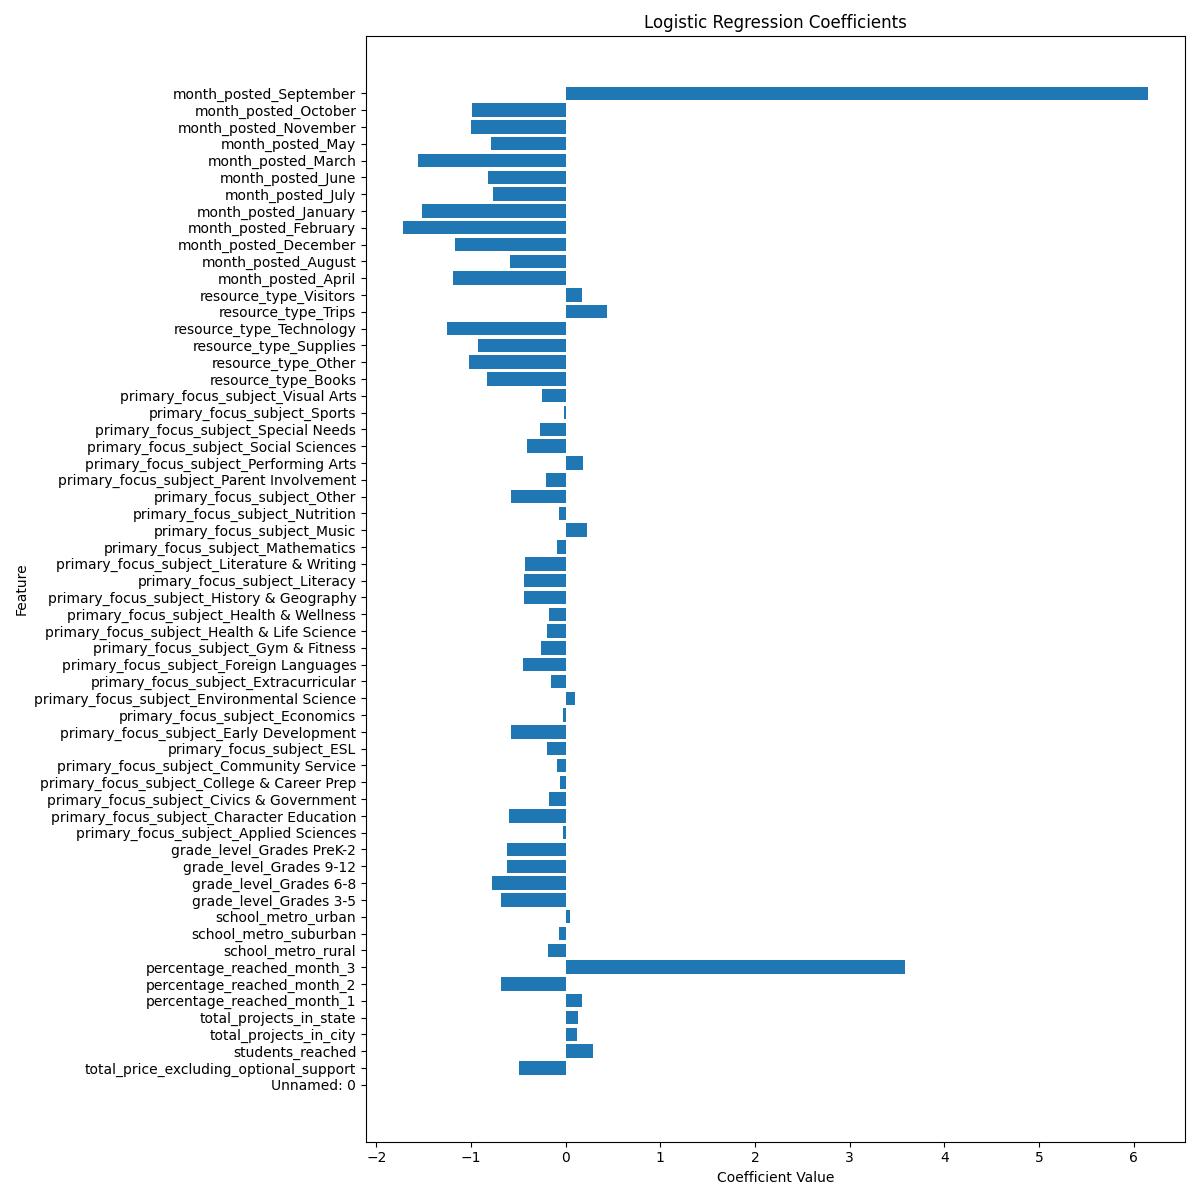 Logistic Regression Coefficients
month_posted_September
month_posted_October
month_posted_November
month_posted_May
month_posted_March
month_posted_June
month_posted_July
month_posted_January
month_posted_February
month_posted_December
month_posted_August
month_posted_April
resource_type_Visitors
resource_type_Trips
resource_type_Technology
resource_type_Supplies
resource_type_Other
resource_type_Books
primary_focus_subject_Visual Arts
primary_focus_subject_Sports
primary_focus_subject_Special Needs
primary_focus_subject_Social Sciences
primary_focus_subject_Performing Arts
primary_focus_subject_Parent Involvement
primary_focus_subject_Other
primary_focus_subject_Nutrition
primary_focus_subject_Music
primary_focus_subject_Mathematics
primary_focus_subject_Literature & Writing
primary_focus_subject_Literacy
primary_focus_subject_History & Geography
primary_focus_subject_Health & Wellness
primary_focus_subject_Health & Life Science
primary_focus_subject_Gym & Fitness
primary_focus_subject_Foreign Languages
primary_focus_subject_Extracurricular
primary_focus_subject_Environmental Science
primary_focus_subject_Economics
primary_focus_subject_Early Development
primary_focus_subject_ESL
primary_focus_subject_Community Service
primary_focus_subject_College & Career Prep
primary_focus_subject_Civics & Government
primary_focus_subject_Character Education
primary_focus_subject_Applied Sciences
grade_level_Grades PreK-2
grade_level_Grades 9-12
grade_level_Grades 6-8
grade_level_Grades 3-5
school_metro_urban
school_metro_suburban
school_metro_rural
percentage_reached_month_3
percentage_reached_month_2
percentage_reached_month_1
total_projects_in_state
total_projects_in_city
students_reached
total_price_excluding_optional_support
Unnamed: 0
Feature
−2 −1 0 1 2 3 4 5 6
Coefficient Value